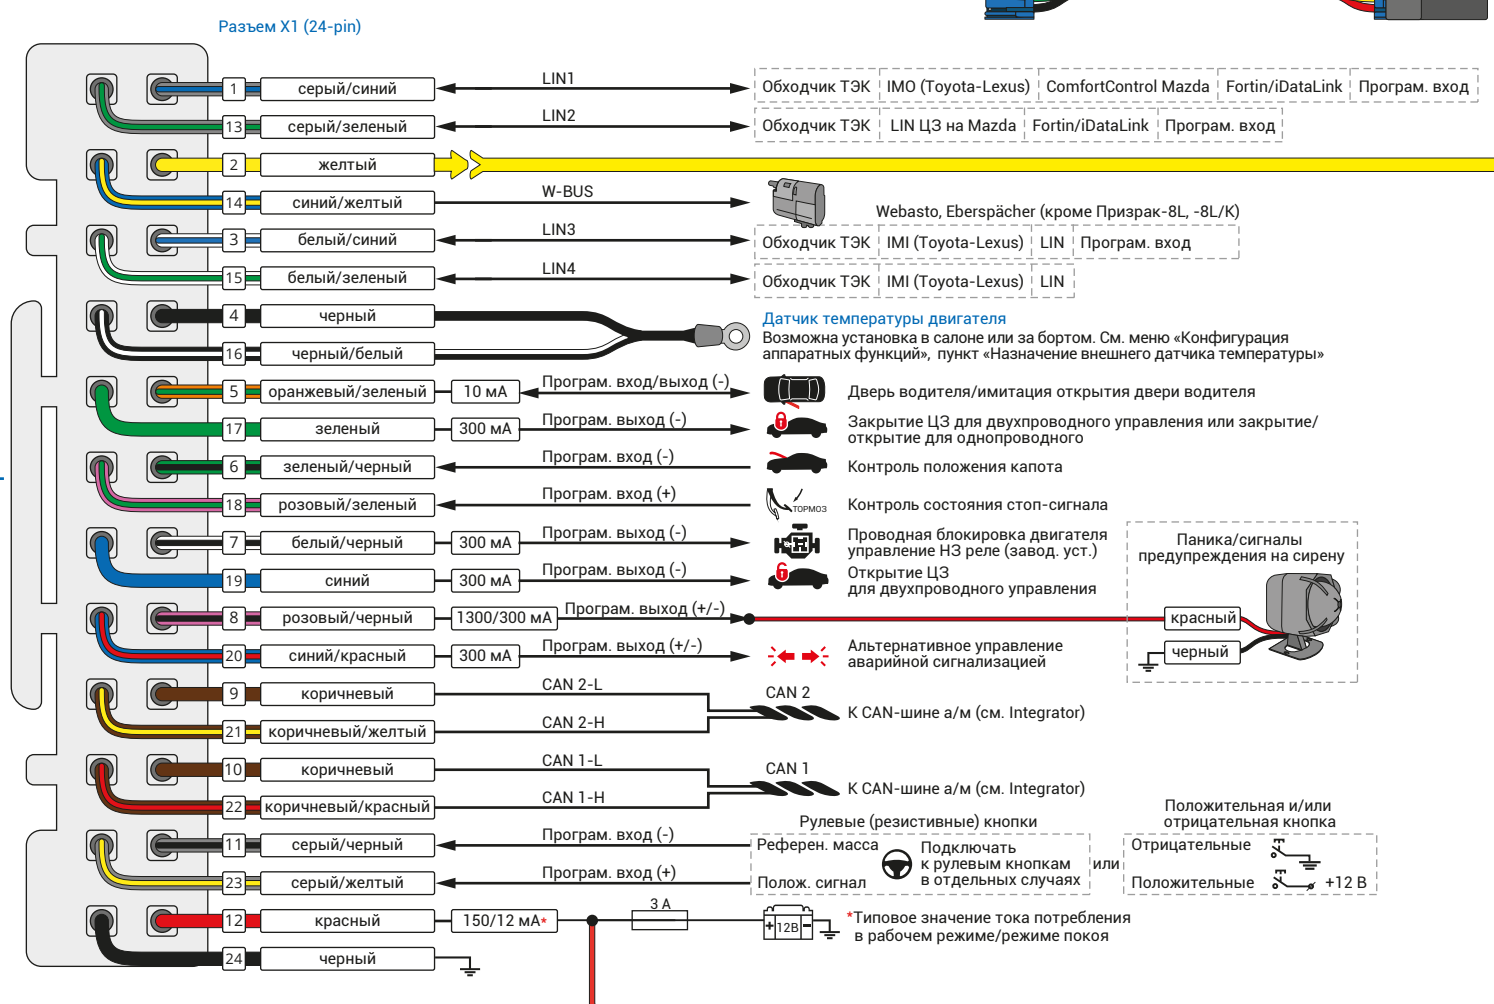 Разъем X1 (24-pin)
1 серый/синий LIN1 Обходчик ТЭК IMO (Toyota-Lexus) ComfortControl Mazda Fortin/iDataLink Програм. вход
13 серый/зеленый LIN2 Обходчик ТЭК LIN ЦЗ на Mazda Fortin/iDataLink Програм. вход
2 желтый
14 синий/желтый W-BUS
Webasto, Eberspächer (кроме Призрак-8L, -8L/K)
3 белый/синий LIN3 Обходчик ТЭК IMI (Toyota-Lexus) LIN Програм. вход
15 белый/зеленый LIN4 Обходчик ТЭК IMI (Toyota-Lexus) LIN
4 черный
Датчик температуры двигателя
Возможна установка в салоне или за бортом. См. меню «Конфигурация
аппаратных функций», пункт «Назначение внешнего датчика температуры»
16 черный/белый
5 оранжевый/зеленый 10 мА Програм. вход/выход (-) Дверь водителя/имитация открытия двери водителя
17 зеленый 300 мА Програм. выход (-) Закрытие ЦЗ для двухпроводного управления или закрытие/
открытие для однопроводного
6 зеленый/черный Програм. вход (-) Контроль положения капота
18 розовый/зеленый Програм. вход (+) ТОРМОЗ Контроль состояния стоп-сигнала
7 белый/черный 300 мА Програм. выход (-) Проводная блокировка двигателя
управление НЗ реле (завод. уст.)
19 синий 300 мА Програм. выход (-) Открытие ЦЗ
для двухпроводного управления
Паника/сигналы
предупреждения на сирену
8 розовый/черный 1300/300 мА Програм. выход (+/-) красный
черный
20 синий/красный 300 мА Програм. выход (+/-) Альтернативное управление
аварийной сигнализацией
9 коричневый CAN 2-L
CAN 2
К CAN-шине а/м (см. Integrator)
21 коричневый/желтый CAN 2-H
10 коричневый CAN 1-L
CAN 1
К CAN-шине а/м (см. Integrator)
22 коричневый/красный CAN 1-H
Рулевые (резистивные) кнопки
Положительная и/или
отрицательная кнопка
11 серый/черный Програм. вход (-) Референ. масса
Подключать
к рулевым кнопкам
в отдельных случаях
или
Отрицательные
23 серый/желтый Програм. вход (+) Полож. сигнал
Положительные +12 В
12 красный 150/12 мА* 3 А + 12В -
*Типовое значение тока потребления
в рабочем режиме/режиме покоя
24 черный